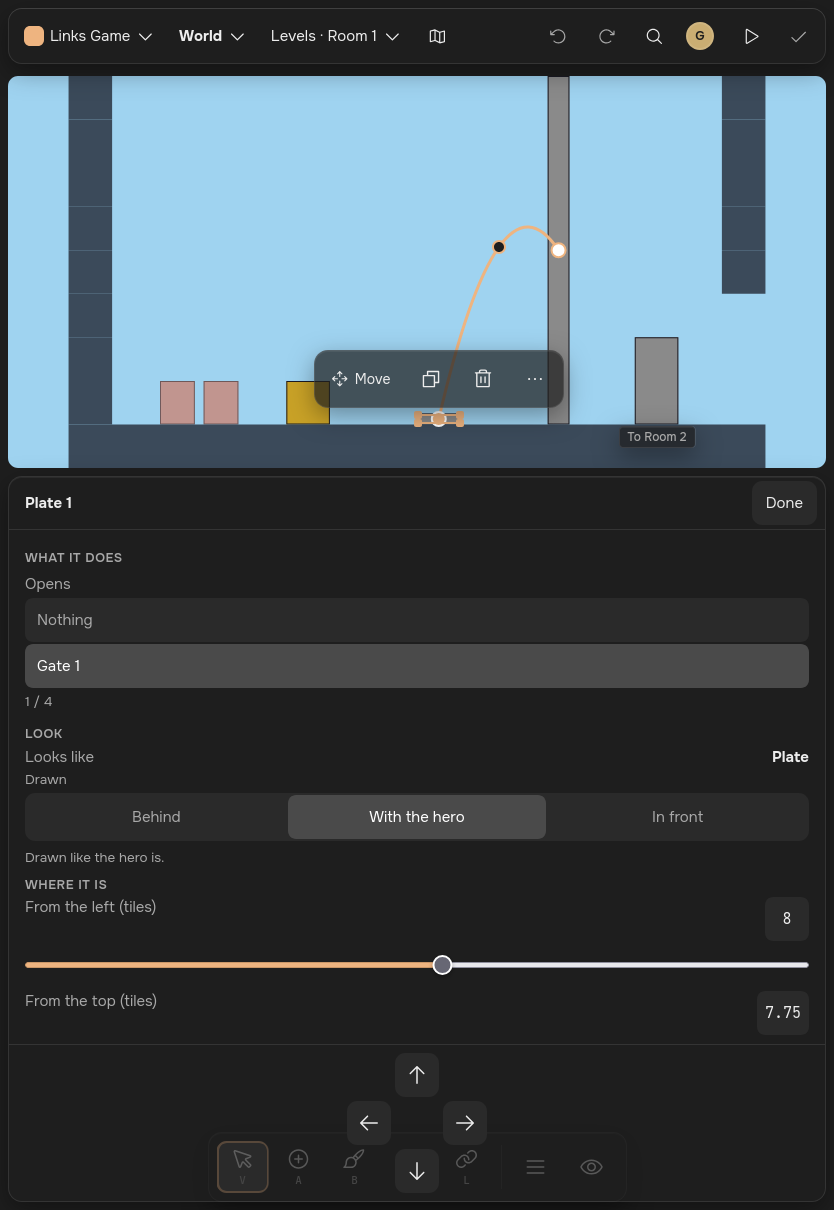 Links Game
World
Levels · Room 1
G
Move
To Room 2
Plate 1
Done
WHAT IT DOES
Opens
Nothing
Gate 1
1 / 4
LOOK
Looks like
Plate
Drawn
Behind
With the hero
In front
Drawn like the hero is.
WHERE IT IS
From the left (tiles)
8
From the top (tiles)
7.75
V
A
B
L